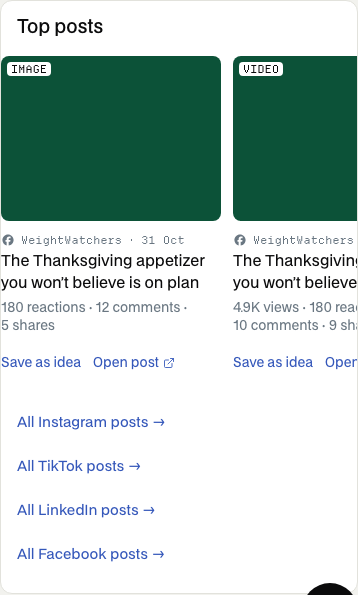 Top posts
IMAGE
WeightWatchers · 31 Oct
The Thanksgiving appetizer
you won't believe is on plan
180 reactions · 12 comments ·
5 shares
Save as idea Open post
VIDEO
WeightWatchers
The Thanksgiving
you won't believe
4.9K views · 180
10 comments · 9
Save as idea Open
All Instagram posts →
All TikTok posts →
All LinkedIn posts →
All Facebook posts →